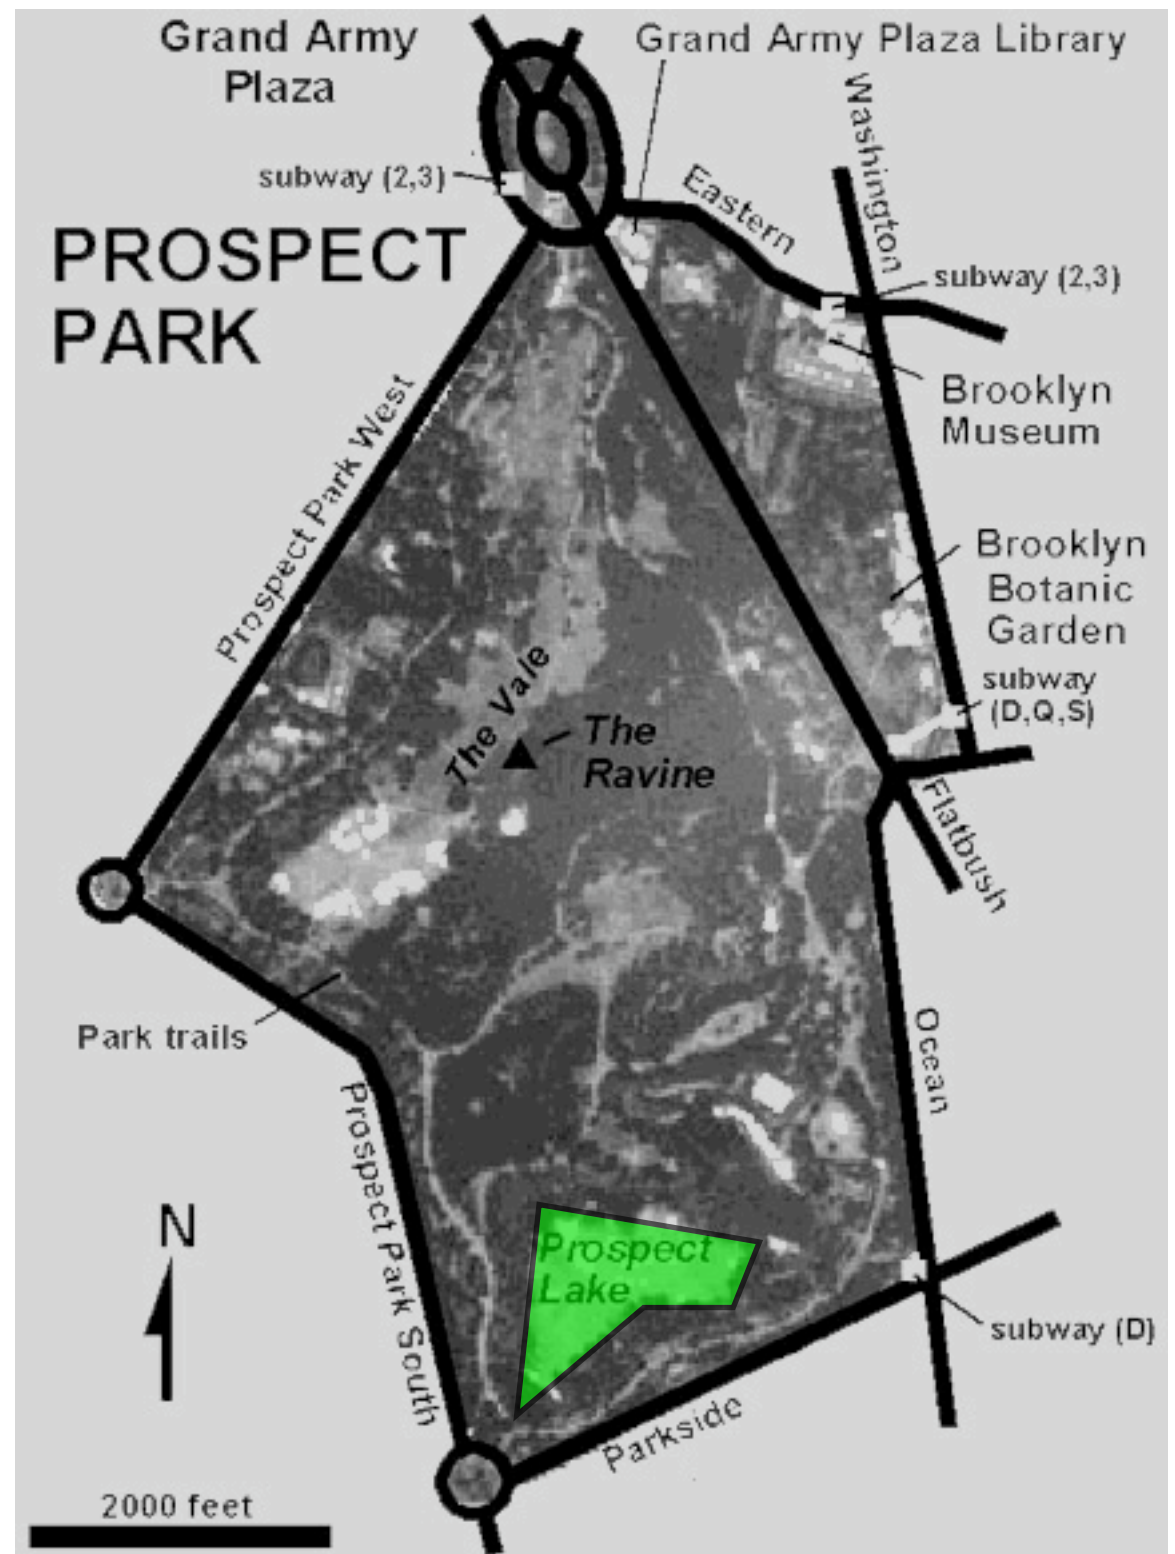 Grand Army
Plaza
Grand Army Plaza Library
Washington
subway (2,3)
Eastern
PROSPECT
PARK
subway (2,3)
Brooklyn
Museum
Prospect Park West
Brooklyn
Botanic
Garden
subway
(D,Q,S)
The Vale
The
Ravine
Flatbush
Park trails
Ocean
Prospect Park South
N
Prospect
Lake
subway (D)
Parkside
2000 feet